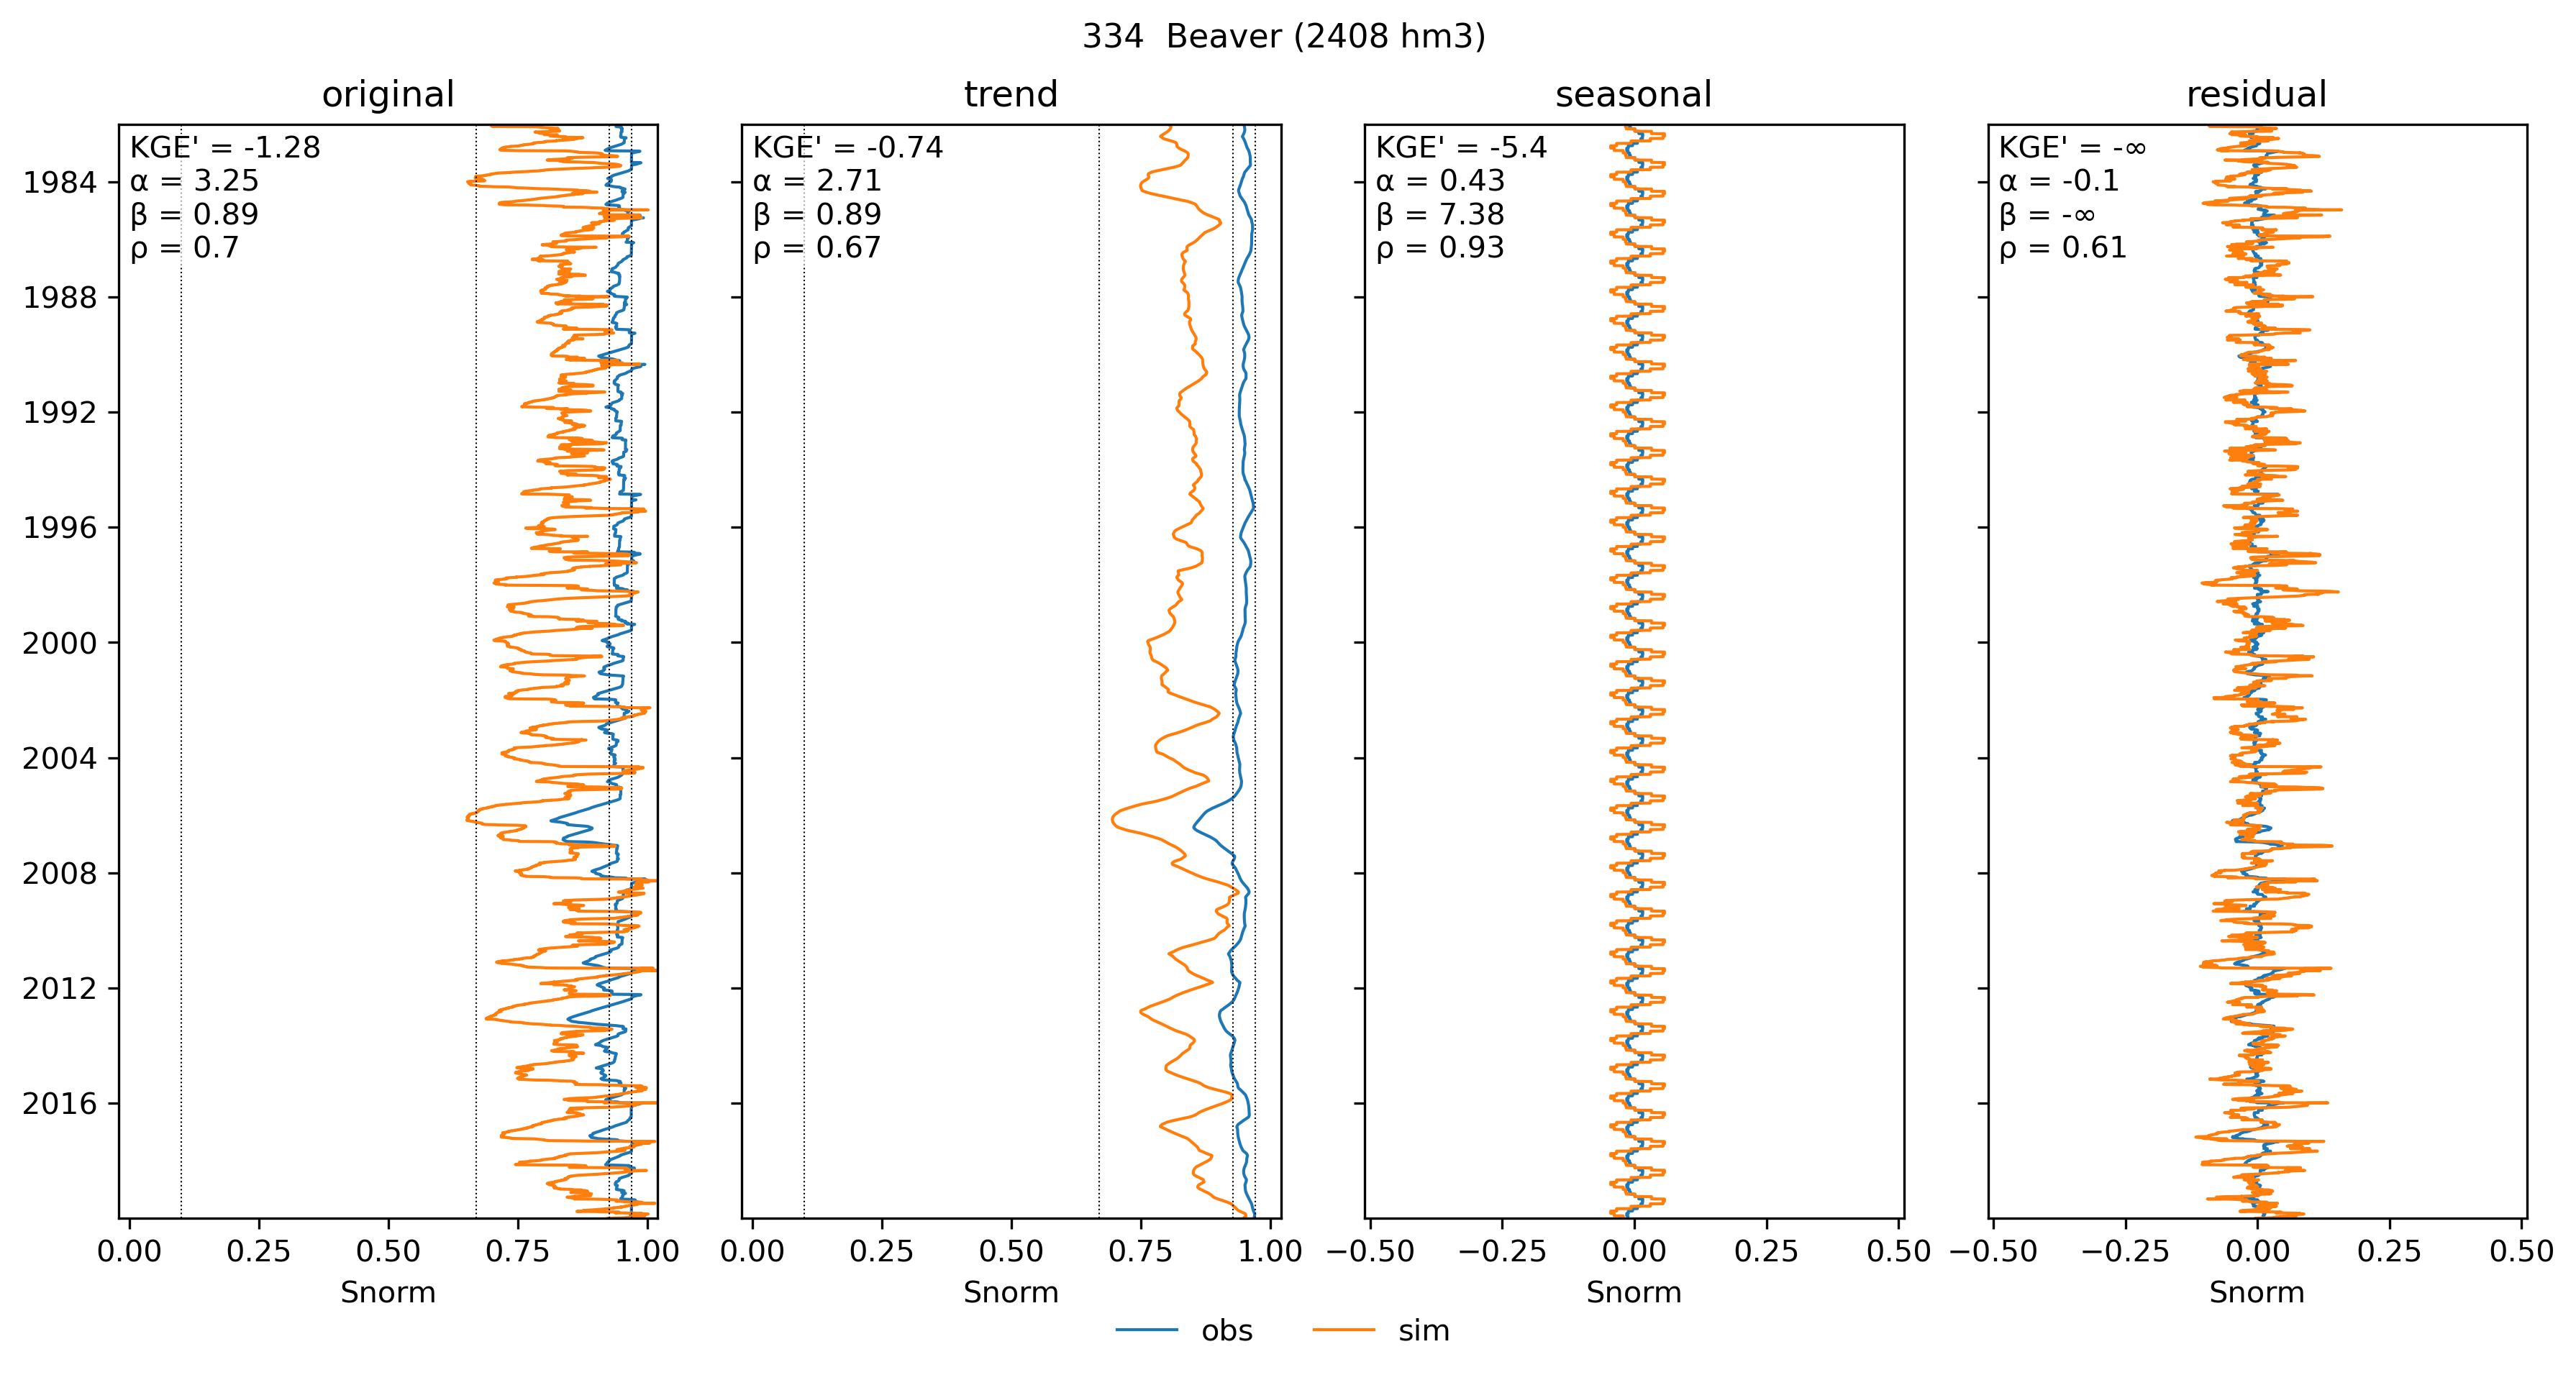 334  Beaver (2408 hm3)
original
trend
seasonal
residual
KGE' = -1.28
α = 3.25
β = 0.89
ρ = 0.7
KGE' = -0.74
α = 2.71
β = 0.89
ρ = 0.67
KGE' = -5.4
α = 0.43
β = 7.38
ρ = 0.93
KGE' = -∞
α = -0.1
β = -∞
ρ = 0.61
1984
1988
1992
1996
2000
2004
2008
2012
2016
0.00 0.25 0.50 0.75 1.00
0.00 0.25 0.50 0.75 1.00
−0.50 −0.25 0.00 0.25 0.50
−0.50 −0.25 0.00 0.25 0.50
Snorm
Snorm
Snorm
Snorm
obs
sim